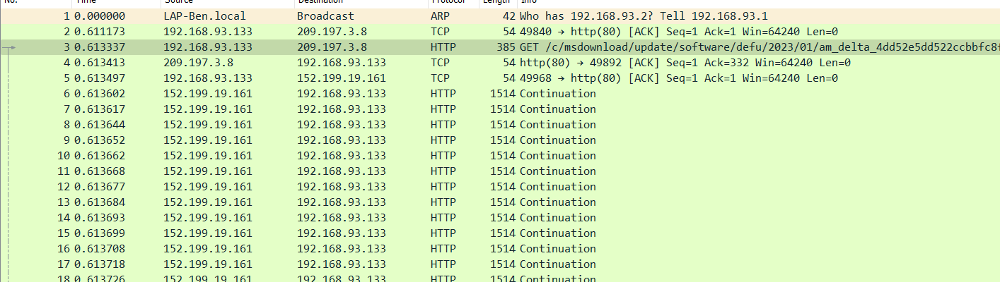 No. Time Source Destination Protocol Length Info
1 0.000000 LAP-Ben.local Broadcast ARP 42 Who has 192.168.93.2? Tell 192.168.93.1
2 0.611173 192.168.93.133 209.197.3.8 TCP 54 49840 → http(80) [ACK] Seq=1 Ack=1 Win=64240 Len=0
3 0.613337 192.168.93.133 209.197.3.8 HTTP 385 GET /c/msdownload/update/software/defu/2023/01/am_delta_4dd52e5dd522ccbbfc8f
4 0.613413 209.197.3.8 192.168.93.133 TCP 54 http(80) → 49892 [ACK] Seq=1 Ack=332 Win=64240 Len=0
5 0.613497 192.168.93.133 152.199.19.161 TCP 54 49968 → http(80) [ACK] Seq=1 Ack=1 Win=64240 Len=0
6 0.613602 152.199.19.161 192.168.93.133 HTTP 1514 Continuation
7 0.613617 152.199.19.161 192.168.93.133 HTTP 1514 Continuation
8 0.613644 152.199.19.161 192.168.93.133 HTTP 1514 Continuation
9 0.613652 152.199.19.161 192.168.93.133 HTTP 1514 Continuation
10 0.613662 152.199.19.161 192.168.93.133 HTTP 1514 Continuation
11 0.613668 152.199.19.161 192.168.93.133 HTTP 1514 Continuation
12 0.613677 152.199.19.161 192.168.93.133 HTTP 1514 Continuation
13 0.613684 152.199.19.161 192.168.93.133 HTTP 1514 Continuation
14 0.613693 152.199.19.161 192.168.93.133 HTTP 1514 Continuation
15 0.613699 152.199.19.161 192.168.93.133 HTTP 1514 Continuation
16 0.613708 152.199.19.161 192.168.93.133 HTTP 1514 Continuation
17 0.613718 152.199.19.161 192.168.93.133 HTTP 1514 Continuation
18 0.613726 152.199.19.161 192.168.93.133 HTTP 1514 Continuation